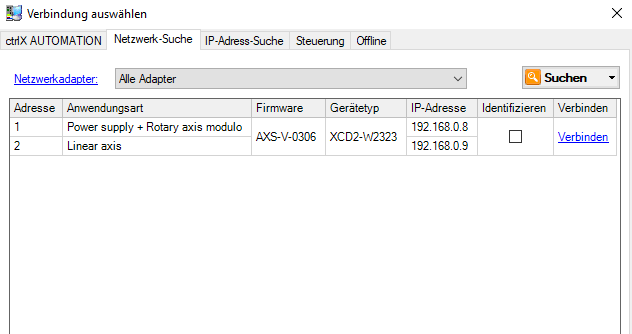 Verbindung auswählen
ctrlX AUTOMATION Netzwerk-Suche IP-Adress-Suche Steuerung Offline
Netzwerkadapter: Alle Adapter Suchen
Adresse Anwendungsart Firmware Gerätetyp IP-Adresse Identifizieren Verbinden
1 Power supply + Rotary axis modulo AXS-V-0306 XCD2-W2323 192.168.0.8 Verbinden
2 Linear axis 192.168.0.9